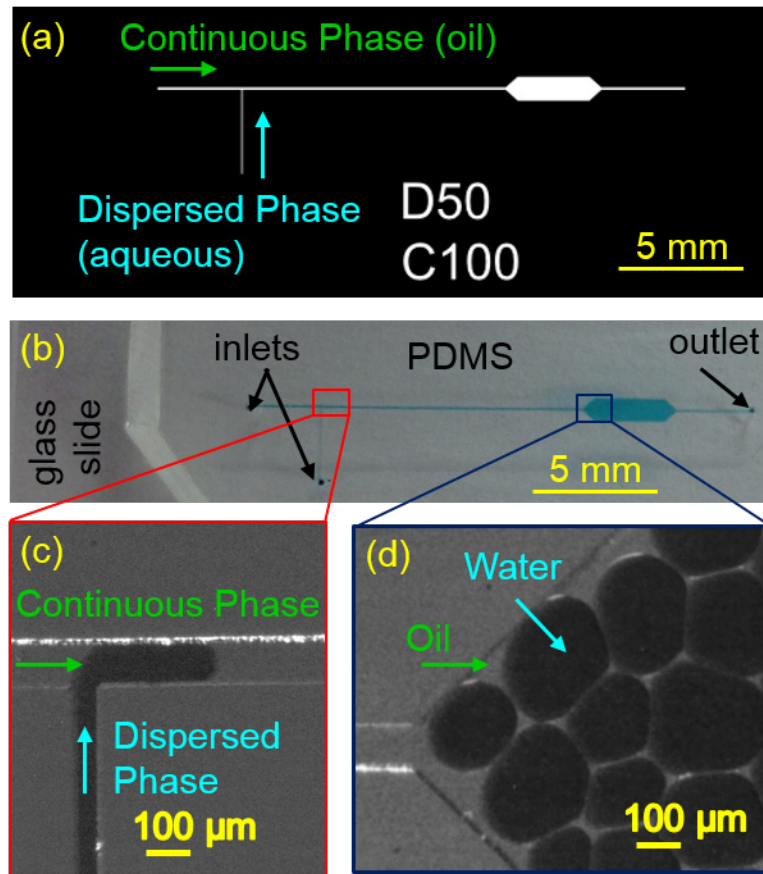 (a)
Continuous Phase (oil)
Dispersed Phase
(aqueous)
D50
C100
5 mm
(b)
inlets
PDMS
outlet
glass
slide
5 mm
(c)
Continuous Phase
Dispersed
Phase
100 µm
(d)
Water
Oil
100 µm